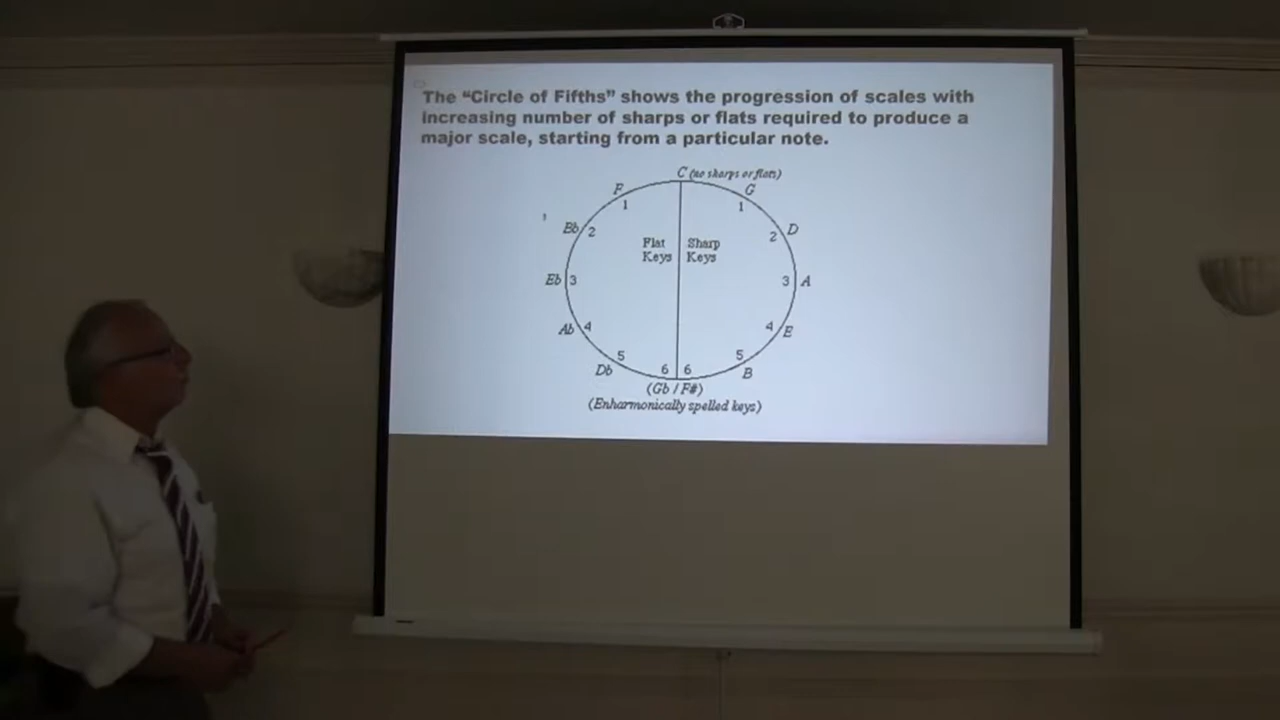 The “Circle of Fifths” shows the progression of scales with
increasing number of sharps or flats required to produce a
major scale, starting from a particular note.
C (no sharps or flats)
F G
1 1
Bb 2 2 D
Flat Sharp
Keys Keys
Eb 3 3 A
Ab 4 4 E
5 5
Db 6 6 B
(Gb / F#)
(Enharmonically spelled keys)